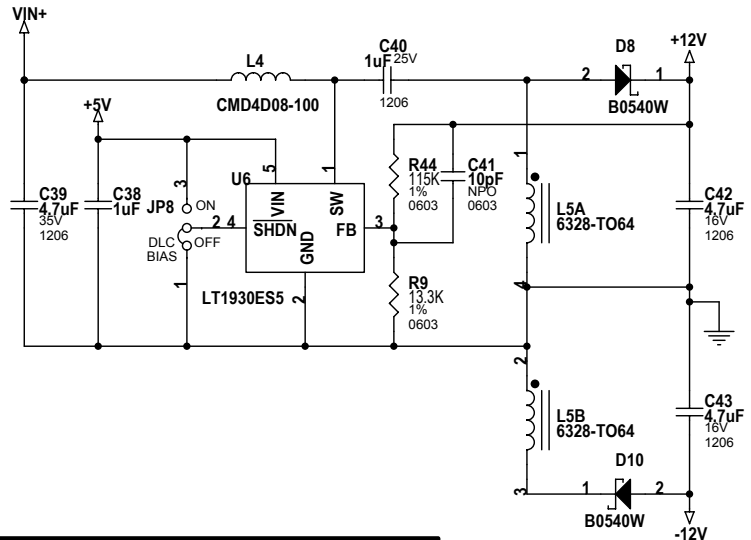 VIN+
L4
CMD4D08-100
C40
1uF 25V
1206
D8
2 1
B0540W
+12V
+5V
C39
4.7uF
35V
1206
C38
1uF
JP8
3
ON
2
OFF
DLC
BIAS
1
U6
5
VIN
1
SW
4
SHDN
GND
FB
3
2
LT1930ES5
R44
115K
1%
0603
C41
10pF
NPO
0603
R9
13.3K
1%
0603
1
L5A
6328-TO64
4
C42
4.7uF
16V
1206
2
L5B
6328-TO64
3
C43
4.7uF
16V
1206
D10
1 2
B0540W
-12V